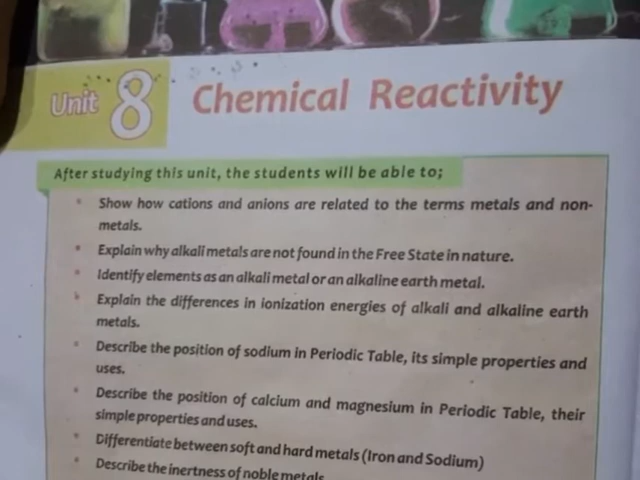 Unit 8 Chemical Reactivity
After studying this unit, the students will be able to;
Show how cations and anions are related to the terms metals and non-
metals.
Explain why alkali metals are not found in the Free State in nature.
Identify elements as an alkali metal or an alkaline earth metal.
Explain the differences in ionization energies of alkali and alkaline earth
metals.
Describe the position of sodium in Periodic Table, its simple properties and
uses.
Describe the position of calcium and magnesium in Periodic Table, their
simple properties and uses.
Differentiate between soft and hard metals (Iron and Sodium)
Describe the inertness of noble metals